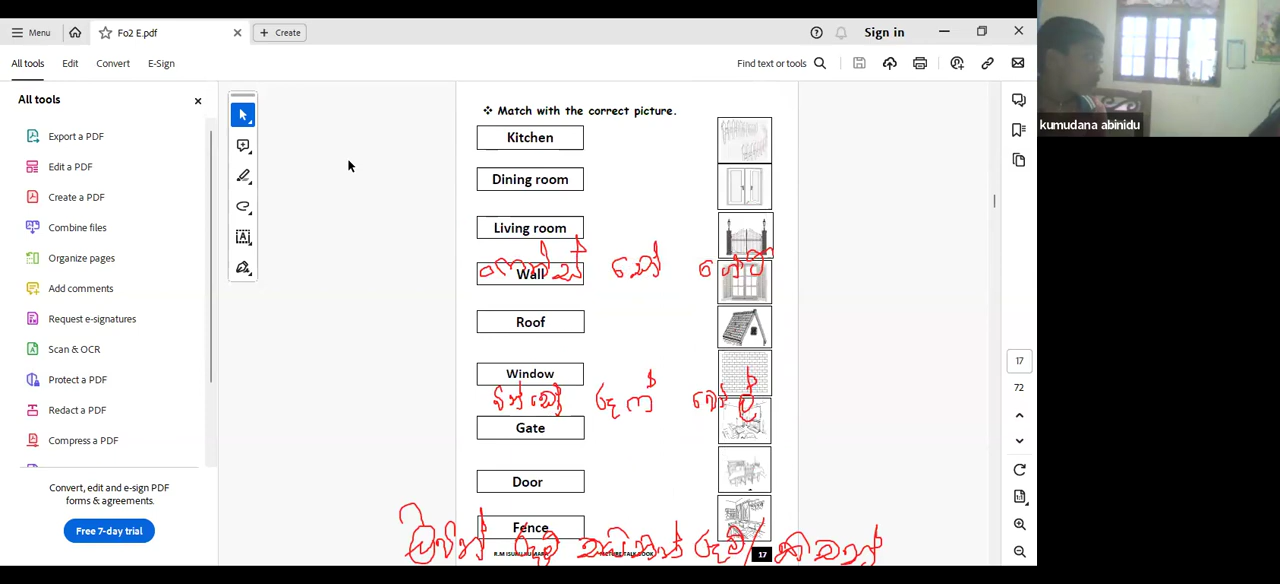 Menu
Fo2 E.pdf
Create
Sign in
All tools
Edit
Convert
E-Sign
Find text or tools
All tools
Export a PDF
Edit a PDF
Create a PDF
Combine files
Organize pages
Add comments
Request e-signatures
Scan & OCR
Protect a PDF
Redact a PDF
Compress a PDF
Convert, edit and e-sign PDF
forms & agreements.
Free 7-day trial
❖ Match with the correct picture.
Kitchen
Dining room
Living room
Wall
ෆෙන්ස් ඩෝ ගේට්
Roof
Window
වින්ඩෝ රූෆ් වෝල්
Gate
Door
Fence
ලිවින් රූම් ඩයිනින් රූම්/ කිචන්
17
17
72
kumudana abinidu